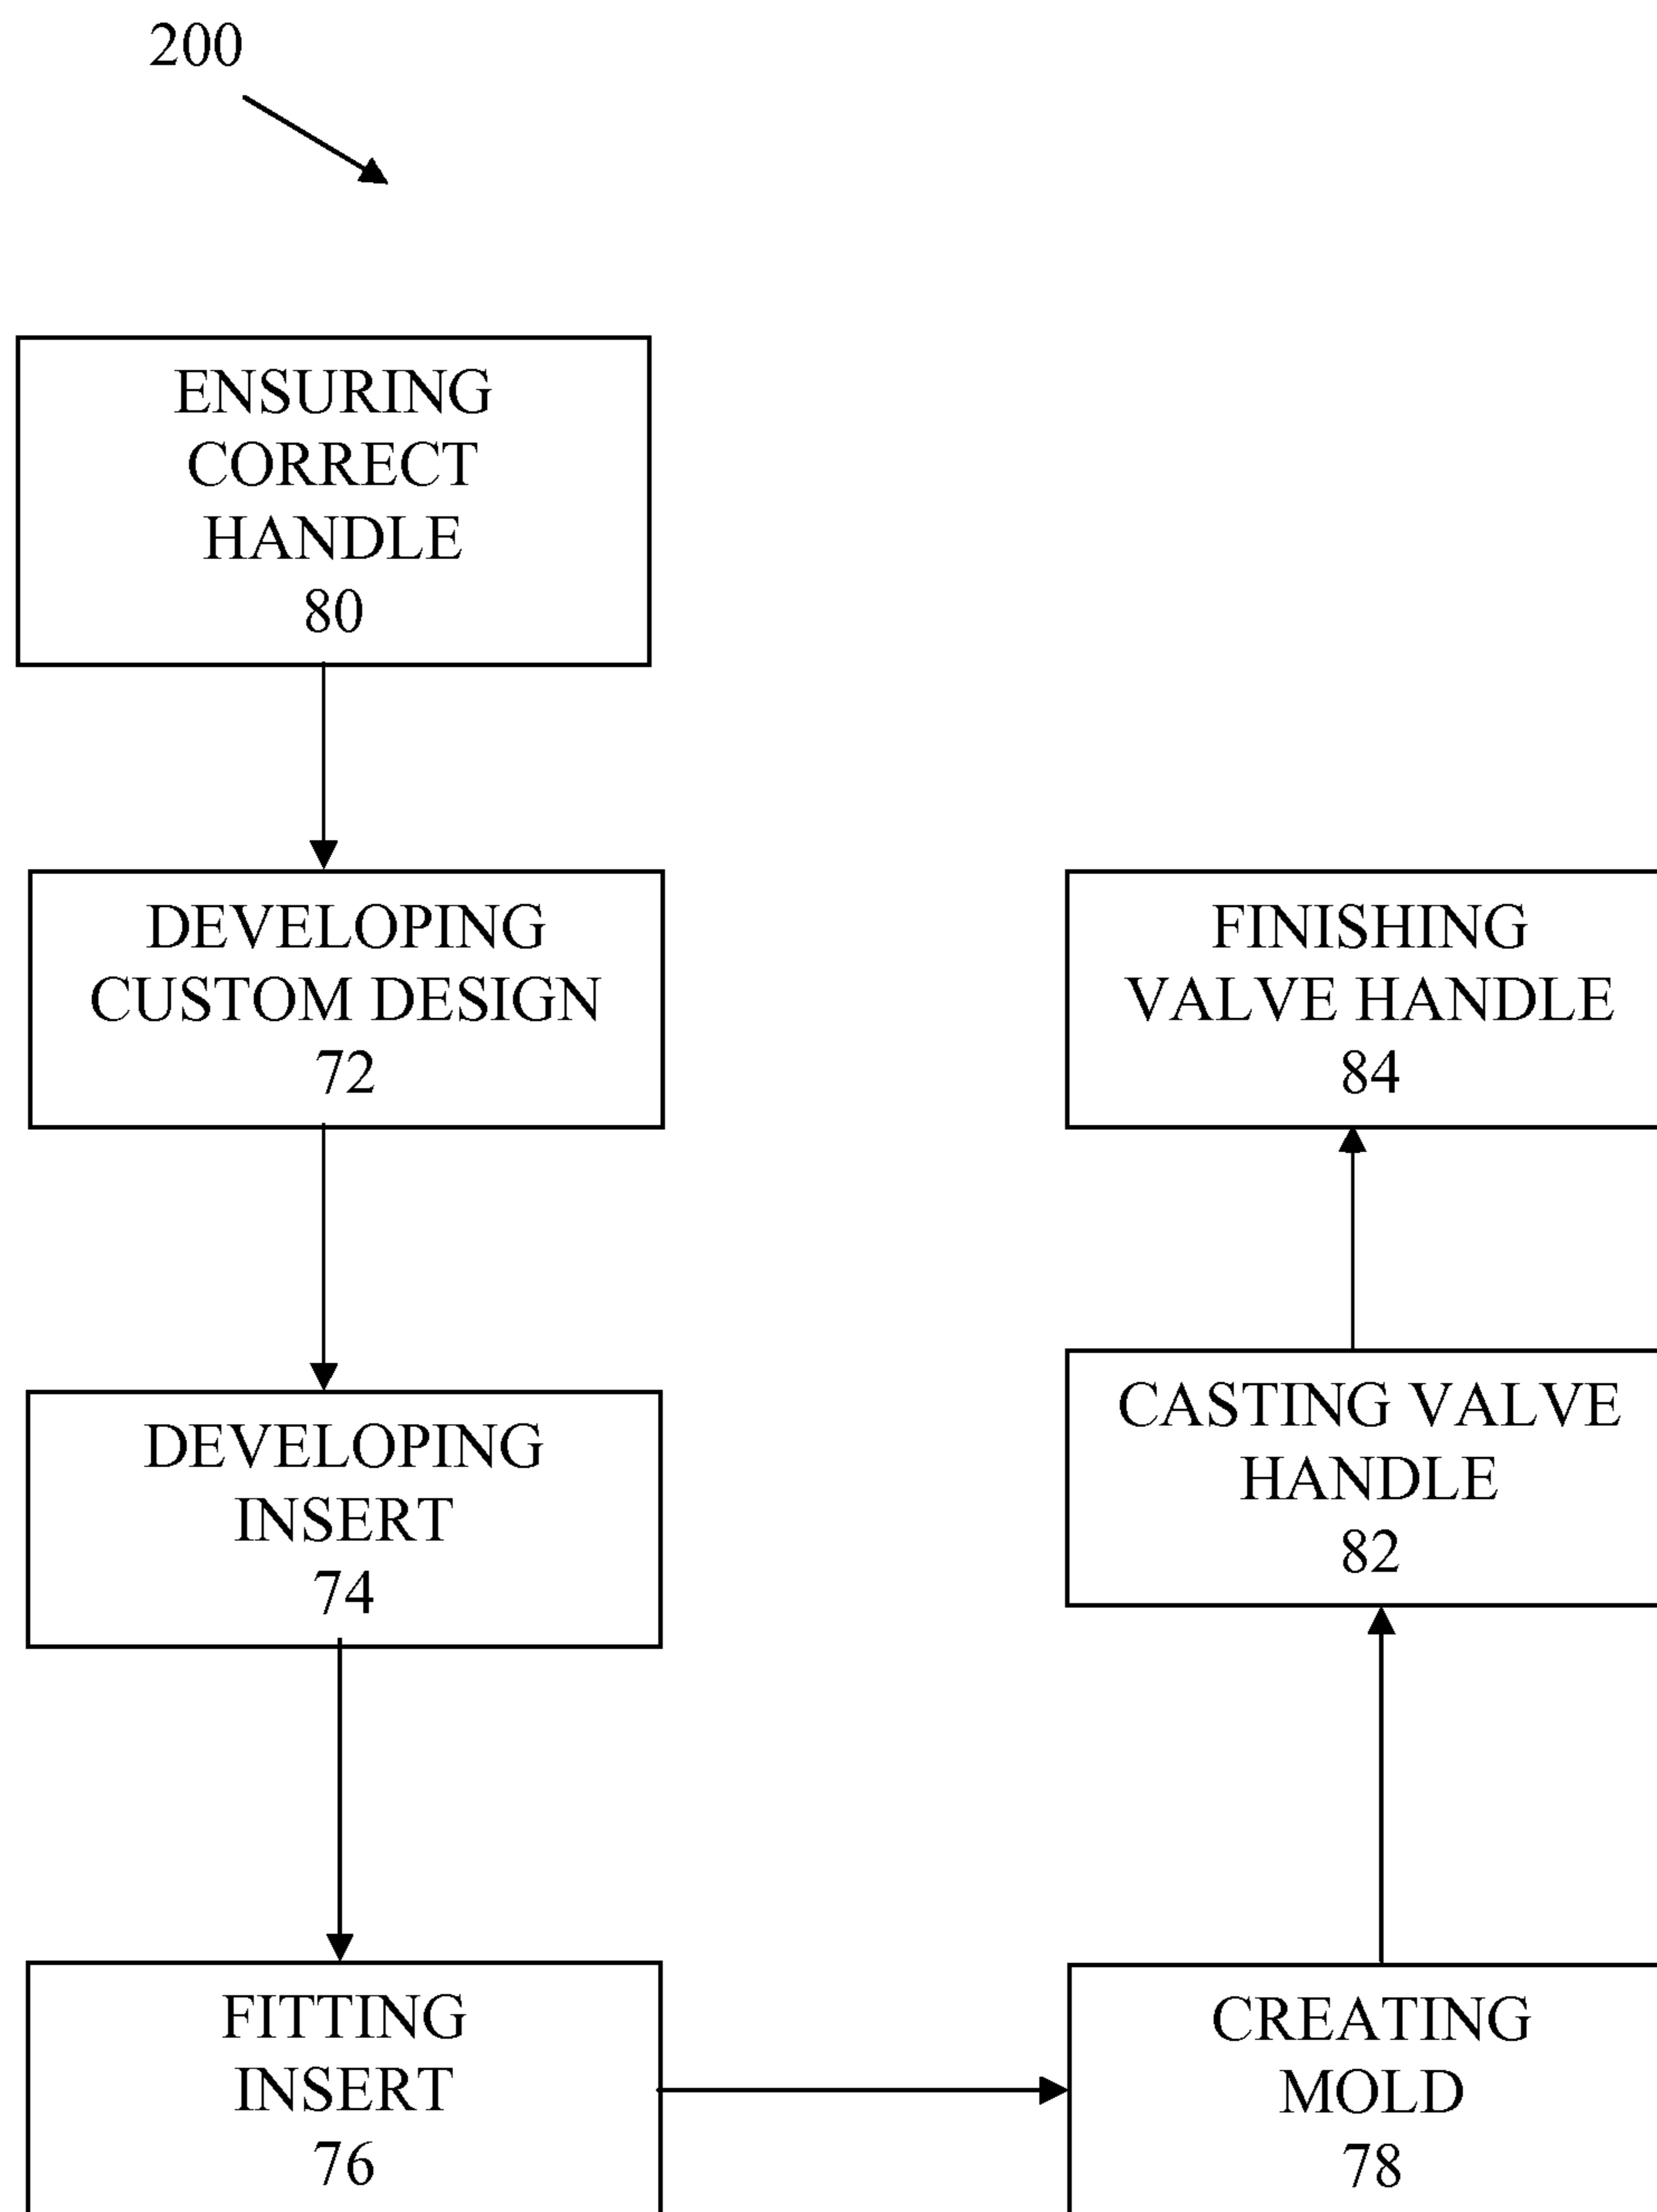 200
ENSURING
CORRECT
HANDLE
80
DEVELOPING
CUSTOM DESIGN
72
DEVELOPING
INSERT
74
FITTING
INSERT
76
CREATING
MOLD
78
CASTING VALVE
HANDLE
82
FINISHING
VALVE HANDLE
84